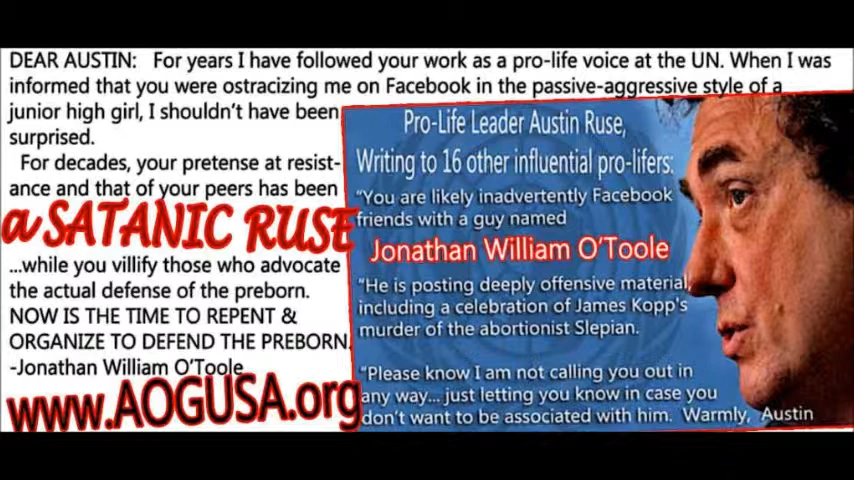 DEAR AUSTIN: For years I have followed your work as a pro-life voice at the UN. When I was
informed that you were ostracizing me on Facebook in the passive-aggressive style of a
junior high girl, I shouldn't have been
surprised.
For decades, your pretense at resist-
ance and that of your peers has been
a SATANIC RUSE
...while you villify those who advocate
the actual defense of the preborn.
NOW IS THE TIME TO REPENT &
ORGANIZE TO DEFEND THE PREBORN.
-Jonathan William O'Toole
www.AOGUSA.org
Pro-Life Leader Austin Ruse,
Writing to 16 other influential pro-lifers:
"You are likely inadvertently Facebook
friends with a guy named
Jonathan William O'Toole
"He is posting deeply offensive material,
including a celebration of James Kopp's
murder of the abortionist Slepian.
"Please know I am not calling you out in
any way... just letting you know in case you
don't want to be associated with him. Warmly, Austin